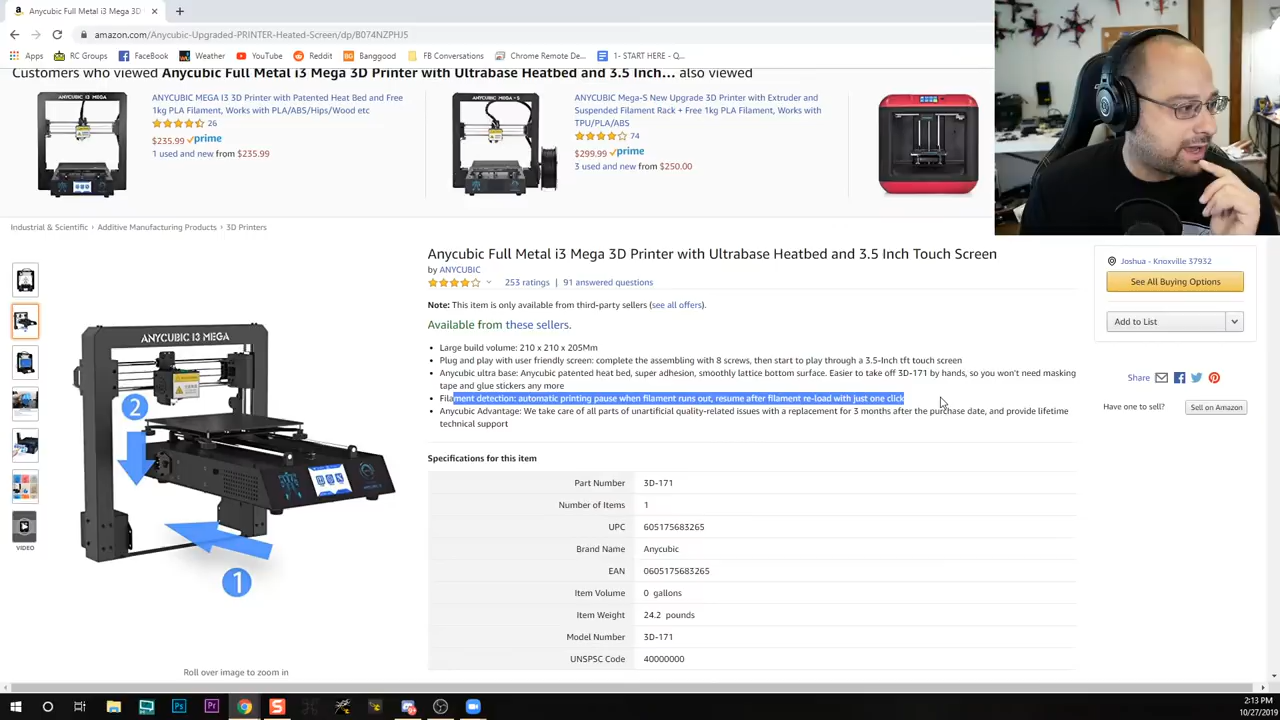 Anycubic Full Metal i3 Mega 3D
amazon.com/Anycubic-Upgraded-PRINTER-Heated-Screen/dp/B074NZPHJ5
Apps
RC Groups
FaceBook
Weather
YouTube
Reddit
Banggood
FB Conversations
Chrome Remote De...
1- START HERE - Q...
Customers who viewed Anycubic Full Metal i3 Mega 3D Printer with Ultrabase Heatbed and 3.5 Inch... also viewed
ANYCUBIC MEGA I3 3D Printer with Patented Heat Bed and Free
1kg PLA Filament, Works with PLA/ABS/Hips/Wood etc
26
$235.99 prime
1 used and new from $235.99
ANYCUBIC Mega-S New Upgrade 3D Printer with Extruder and
Suspended Filament Rack + Free 1kg PLA Filament, Works with
TPU/PLA/ABS
74
$299.99 prime
3 used and new from $250.00
Industrial & Scientific › Additive Manufacturing Products › 3D Printers
Anycubic Full Metal i3 Mega 3D Printer with Ultrabase Heatbed and 3.5 Inch Touch Screen
by ANYCUBIC
253 ratings | 91 answered questions
Note: This item is only available from third-party sellers (see all offers).
Available from these sellers.
• Large build volume: 210 x 210 x 205Mm
• Plug and play with user friendly screen: complete the assembling with 8 screws, then start to play through a 3.5-Inch tft touch screen
• Anycubic ultra base: Anycubic patented heat bed, super adhesion, smoothly lattice bottom surface. Easier to take off 3D-171 by hands, so you won't need masking
tape and glue stickers any more
• Filament detection: automatic printing pause when filament runs out, resume after filament re-load with just one click
• Anycubic Advantage: We take care of all parts of unartificial quality-related issues with a replacement for 3 months after the purchase date, and provide lifetime
technical support
Specifications for this item
Part Number 3D-171
Number of Items 1
UPC 605175683265
Brand Name Anycubic
EAN 0605175683265
Item Volume 0 gallons
Item Weight 24.2 pounds
Model Number 3D-171
UNSPSC Code 40000000
Joshua - Knoxville 37932
See All Buying Options
Add to List
Share
Have one to sell?
Sell on Amazon
ANYCUBIC i3 MEGA
2
1
VIDEO
Roll over image to zoom in
2:13 PM
10/27/2019